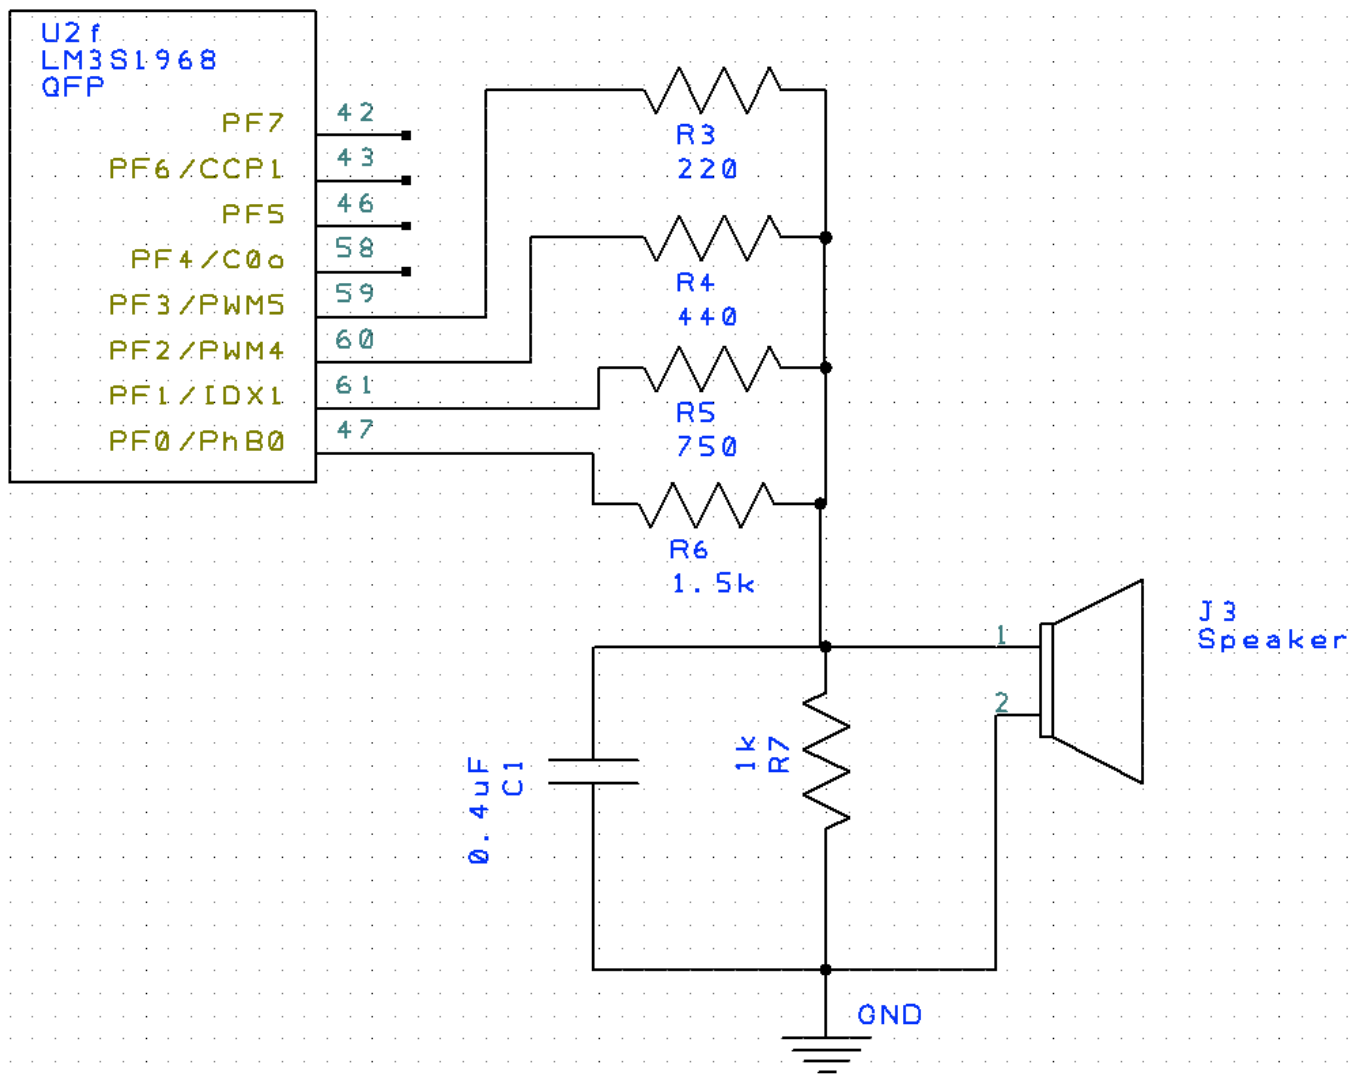 U2f
LM3S1968
QFP
PF7 42
PF6/CCP1 43
PF5 46
PF4/C0o 58
PF3/PWM5 59
PF2/PWM4 60
PF1/IDX1 61
PF0/PhB0 47
R3
220
R4
440
R5
750
R6
1.5k
J3
Speaker
1
2
1k
R7
0.4uF
C1
GND